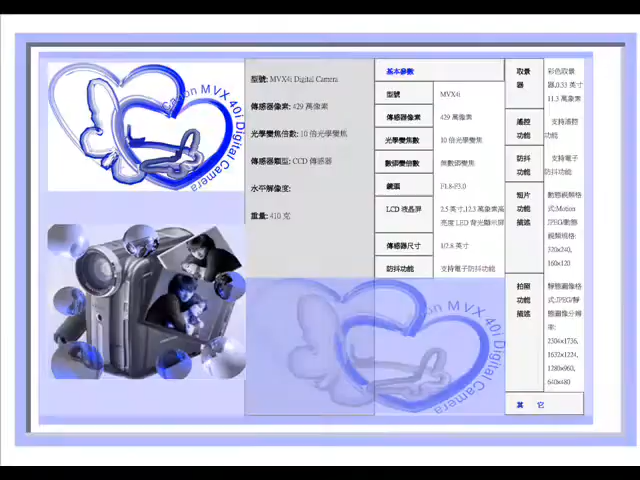 Canon MVX 40i Digital Camera
型號: MVX4i Digital Camera
傳感器像素: 429 萬像素
光學變焦倍數: 10 倍光學變焦
傳感器類型: CCD 傳感器
水平解像度:
重量: 410 克
基本參數
型號 MVX4i
傳感器像素 429 萬像素
光學變焦 10 倍光學變焦
數碼變倍數 無數碼變焦
鏡頭 F1.8-F3.0
LCD 液晶屏 2.5 英寸,12.3 萬象素高
亮度 LED 背光顯示屏
傳感器尺寸 1/2.8 英寸
防抖功能 支持電子防抖功能
取景 彩色取景
器 器,0.33 英寸
11.3 萬象素
遙控 支持遙控
功能 功能
防抖 支持電子
功能 防抖功能
短片 動態視頻格
功能 式:Motion
描述 JPEG/動態
視頻規格:
320x240,
160x120
拍照 靜態圖像格
功能 式:JPEG/靜
描述 態圖像分辨
率:
2304x1736,
1632x1224,
1280x960,
640x480
其 它
Canon MVX 40i Digital Camera